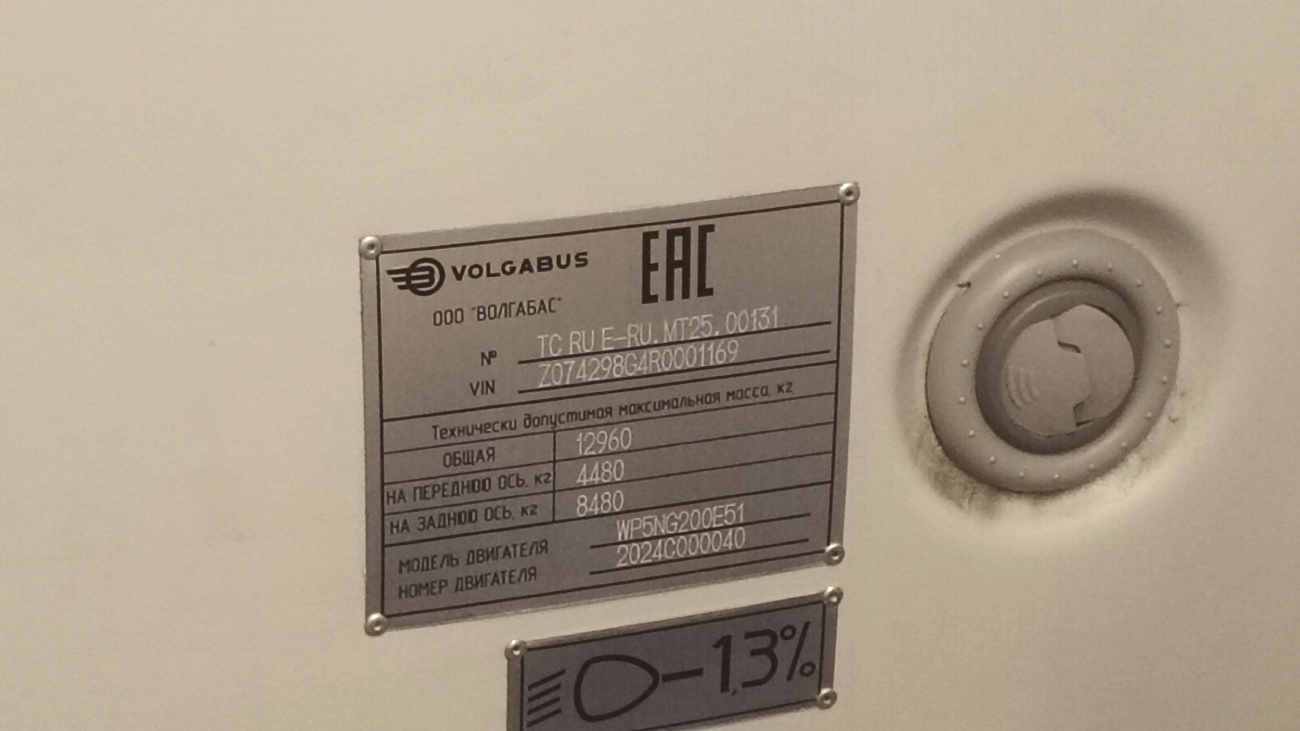 VOLGABUS
EAC
ООО "ВОЛГАБАС"
№ TC RU E-RU.MT25.00131
VIN Z074298G4R0001169
Технически допустимая максимальная масса, кг
ОБЩАЯ 12960
НА ПЕРЕДНЮЮ ОСЬ, кг 4480
НА ЗАДНЮЮ ОСЬ, кг 8480
МОДЕЛЬ ДВИГАТЕЛЯ WP5NG200E51
НОМЕР ДВИГАТЕЛЯ 2024C000040
1,3%